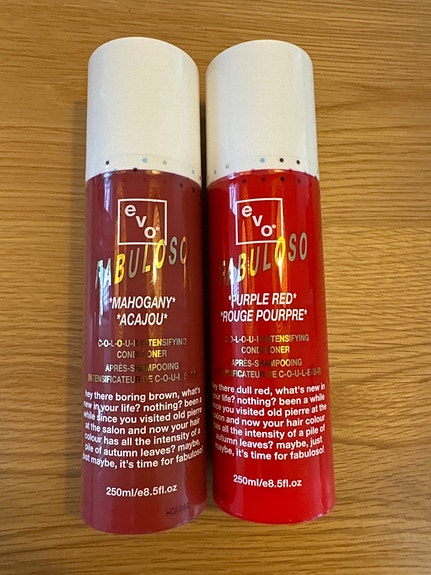 evo®
FABULOSO
*MAHOGANY*
*ACAJOU*
C-O-L-O-U-R INTENSIFYING
CONDITIONER
APRÈS-SHAMPOOING
INTENSIFICATEUR DE C-O-U-L-E-U-R
hey there boring brown, what's
new in your life? nothing? been a
while since you visited old pierre at
the salon and now your hair
colour has all the intensity of a
pile of autumn leaves? maybe,
just maybe, it's time for fabuloso!
250ml/e8.5fl.oz
evo®
FABULOSO
*PURPLE RED*
*ROUGE POURPRE*
C-O-L-O-U-R INTENSIFYING
CONDITIONER
APRÈS-SHAMPOOING
INTENSIFICATEUR DE C-O-U-L-E-U-R
hey there dull red, what's new in
your life? nothing? been a while
since you visited old pierre at the
salon and now your hair colour
has all the intensity of a pile of
autumn leaves? maybe, just
maybe, it's time for fabuloso!
250ml/e8.5fl.oz